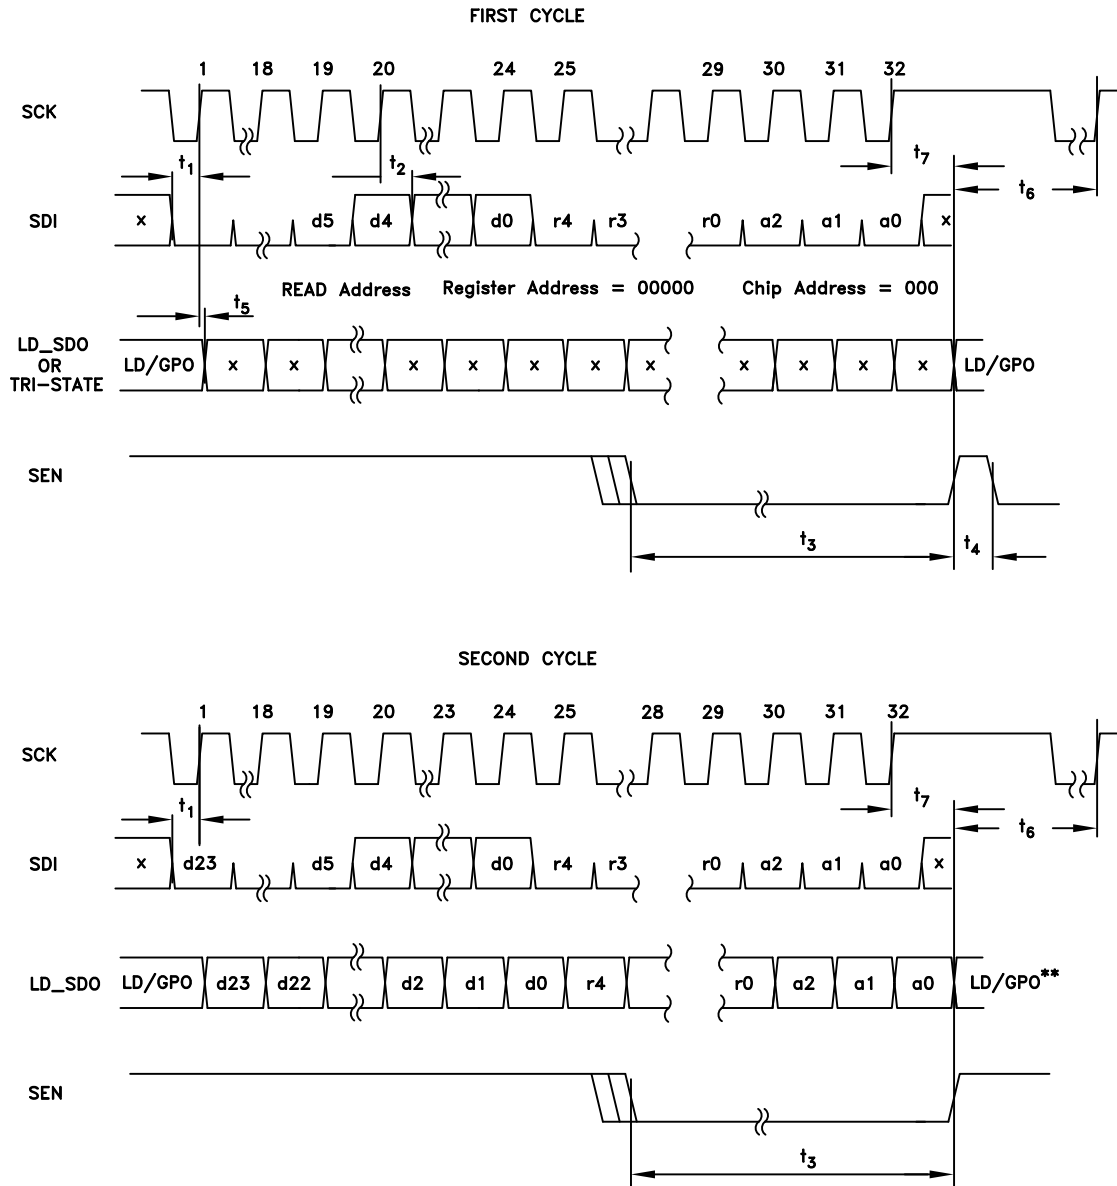 FIRST CYCLE
1 18 19 20 24 25 29 30 31 32
SCK
t1 t2 t7 t6
SDI x d5 d4 d0 r4 r3 r0 a2 a1 a0 x
READ Address Register Address = 00000 Chip Address = 000
t5
LD_SDO
OR
TRI-STATE
LD/GPO x x x x x x x x x x x LD/GPO
SEN
t3 t4
SECOND CYCLE
1 18 19 20 23 24 25 28 29 30 31 32
SCK
t1 t7 t6
SDI x d23 d5 d4 d0 r4 r3 r0 a2 a1 a0 x
LD_SDO LD/GPO d23 d22 d2 d1 d0 r4 r0 a2 a1 a0 LD/GPO**
SEN
t3